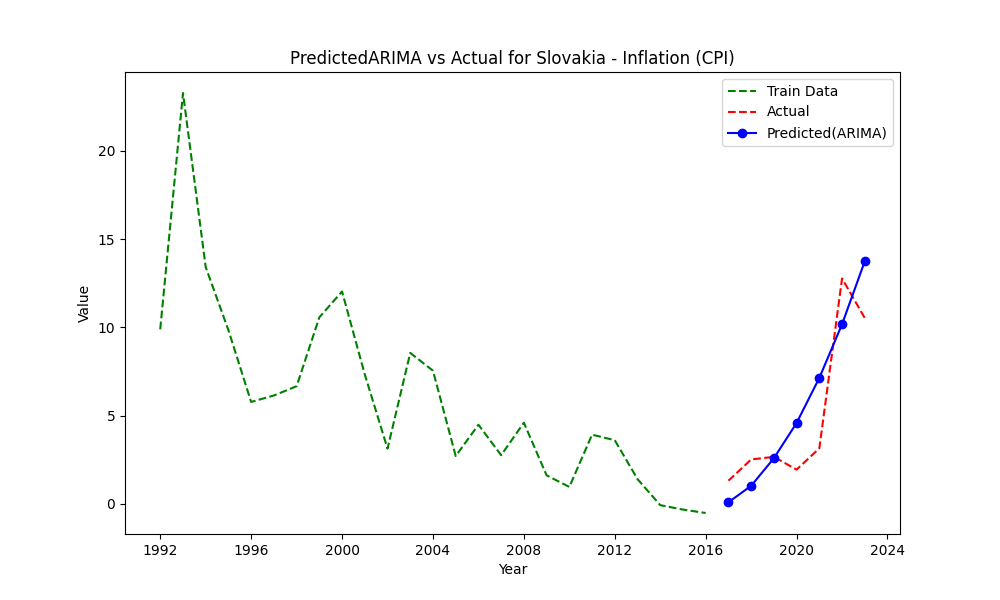 PredictedARIMA vs Actual for Slovakia - Inflation (CPI)
Train Data
Actual
Predicted(ARIMA)
20
15
10
5
0
Value
1992 1996 2000 2004 2008 2012 2016 2020 2024
Year